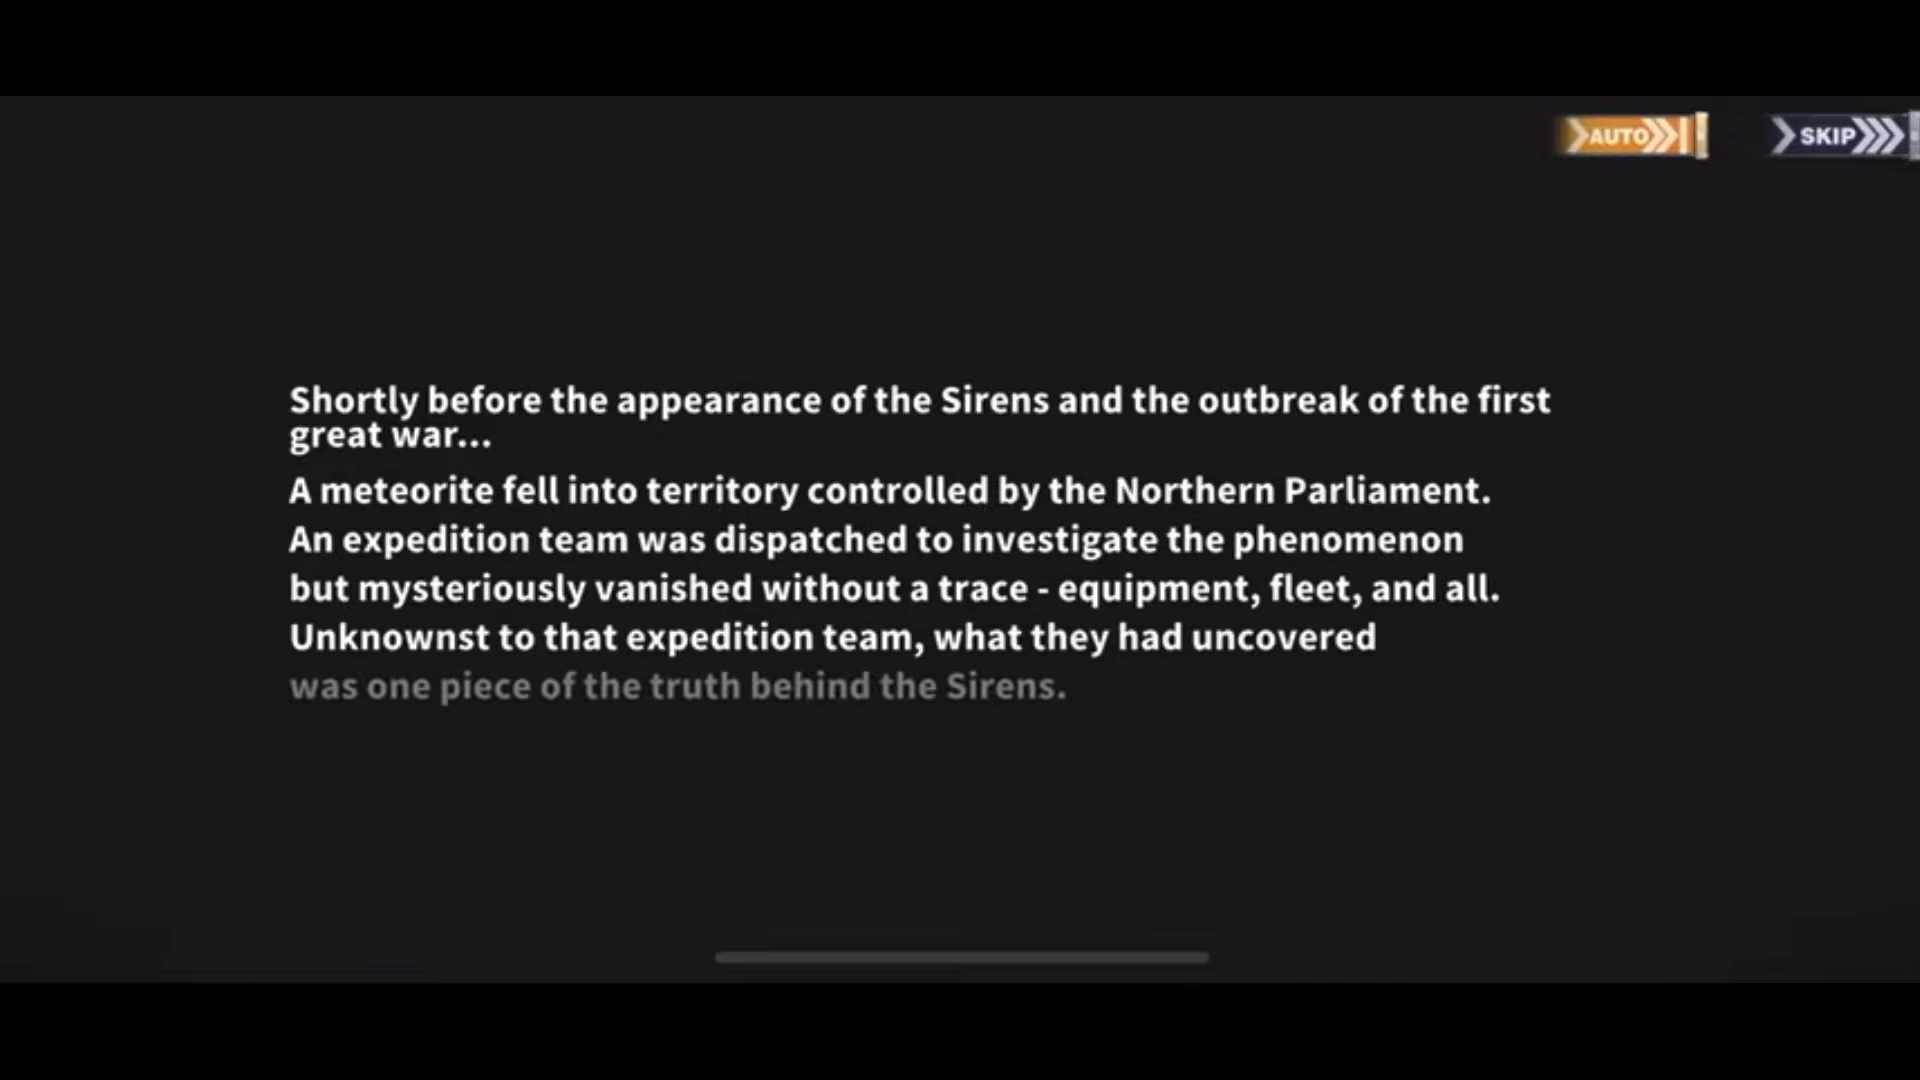 AUTO
SKIP
Shortly before the appearance of the Sirens and the outbreak of the first
great war...
A meteorite fell into territory controlled by the Northern Parliament.
An expedition team was dispatched to investigate the phenomenon
but mysteriously vanished without a trace - equipment, fleet, and all.
Unknownst to that expedition team, what they had uncovered
was one piece of the truth behind the Sirens.